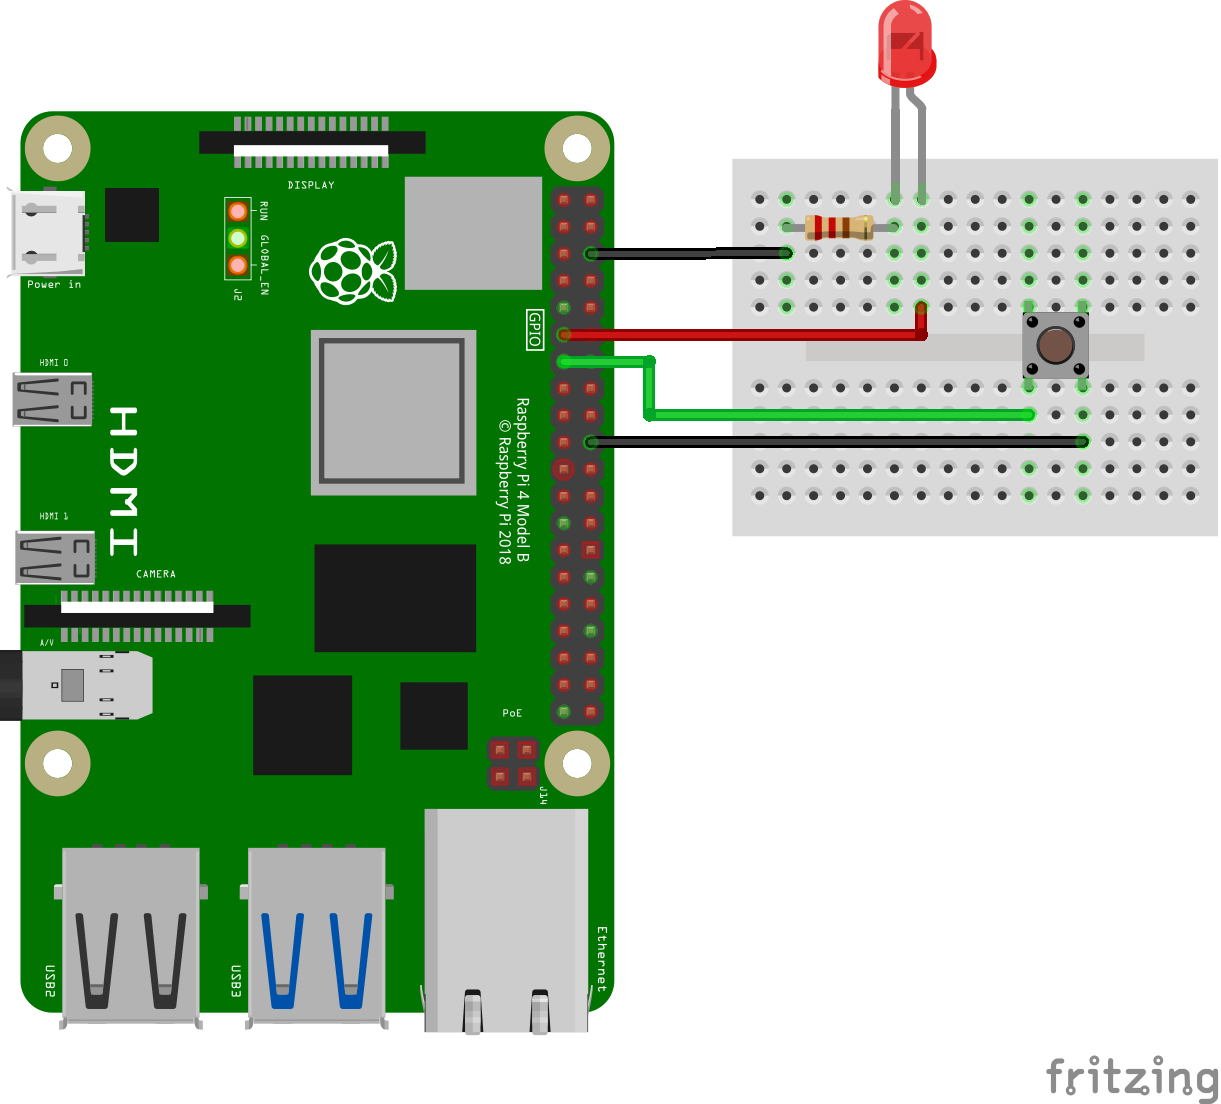 DISPLAY
RUN
GLOBAL_EN
J2
Power in
GPIO
HDMI 0
HDMI
Raspberry Pi 4 Model B
© Raspberry Pi 2018
HDMI 1
CAMERA
A/V
PoE
J14
USB2
USB3
Ethernet
fritzing